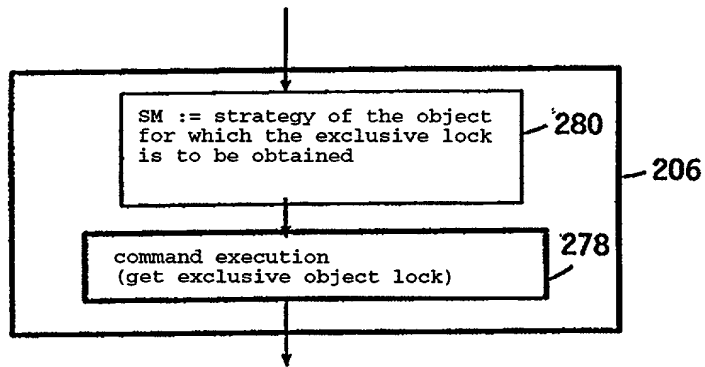 SM := strategy of the object
for which the exclusive lock
is to be obtained
280
206
278
command execution
(get exclusive object lock)